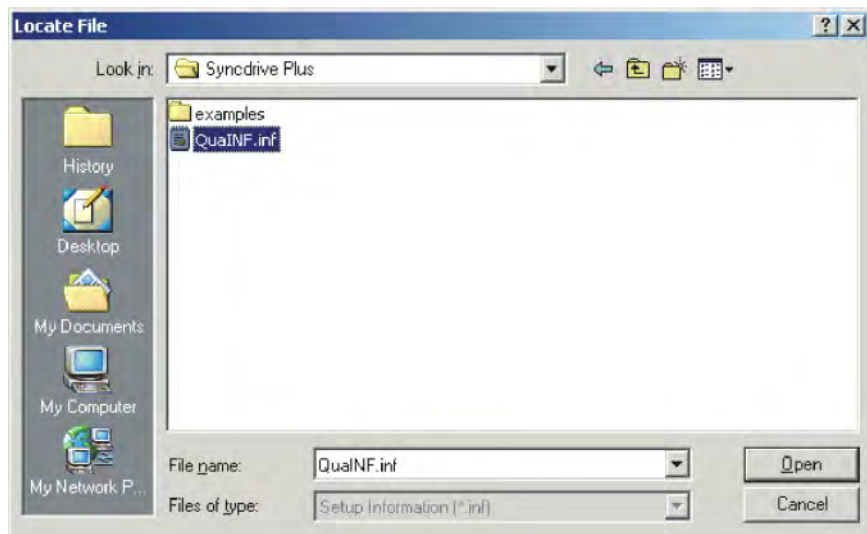 Locate File
Look in: Syncdrive Plus
examples
QuaINF.inf
History
Desktop
My Documents
My Computer
My Network P...
File name: QuaINF.inf
Open
Files of type: Setup Information (*.inf)
Cancel